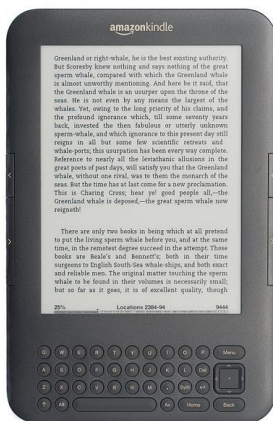 amazonkindle
Greenland or right-whale, he is the best existing authority.
But Scoresby knew nothing and says nothing of the great
sperm whale, compared with which the Greenland whale
is almost unworthy mentioning. And here be it said, that
the Greenland whale is an usurper upon the throne of the
seas. He is not even by any means the largest of the
whales. Yet, owing to the long priority of his claims, and
the profound ignorance which, till some seventy years
back, invested the then fabulous or utterly unknown
sperm-whale, and which ignorance to this present day still
reigns in all but some few scientific retreats and
whale-ports; this usurpation has been every way complete.
Reference to nearly all the leviathanic allusions in the
great poets of past days, will satisfy you that the Greenland
whale, without one rival, was to them the monarch of the
seas. But the time has at last come for a new proclamation.
This is Charing Cross; hear ye! good people all,—the
Greenland whale is deposed,—the great sperm whale now
reigneth!
There are only two books in being which at all pretend
to put the living sperm whale before you, and at the same
time, in the remotest degree succeed in the attempt. Those
books are Beale's and Bennett's; both in their time
surgeons to English South-Sea whale-ships, and both exact
and reliable men. The original matter touching the sperm
whale to be found in their volumes is necessarily small;
but so far as it goes, it is of excellent quality, though
25% Locations 2384-94 9444
Q W E R T Y U I O P Menu
A S D F G H J K L Del
Z X C V B N M . Sym
Alt Aa Home Back